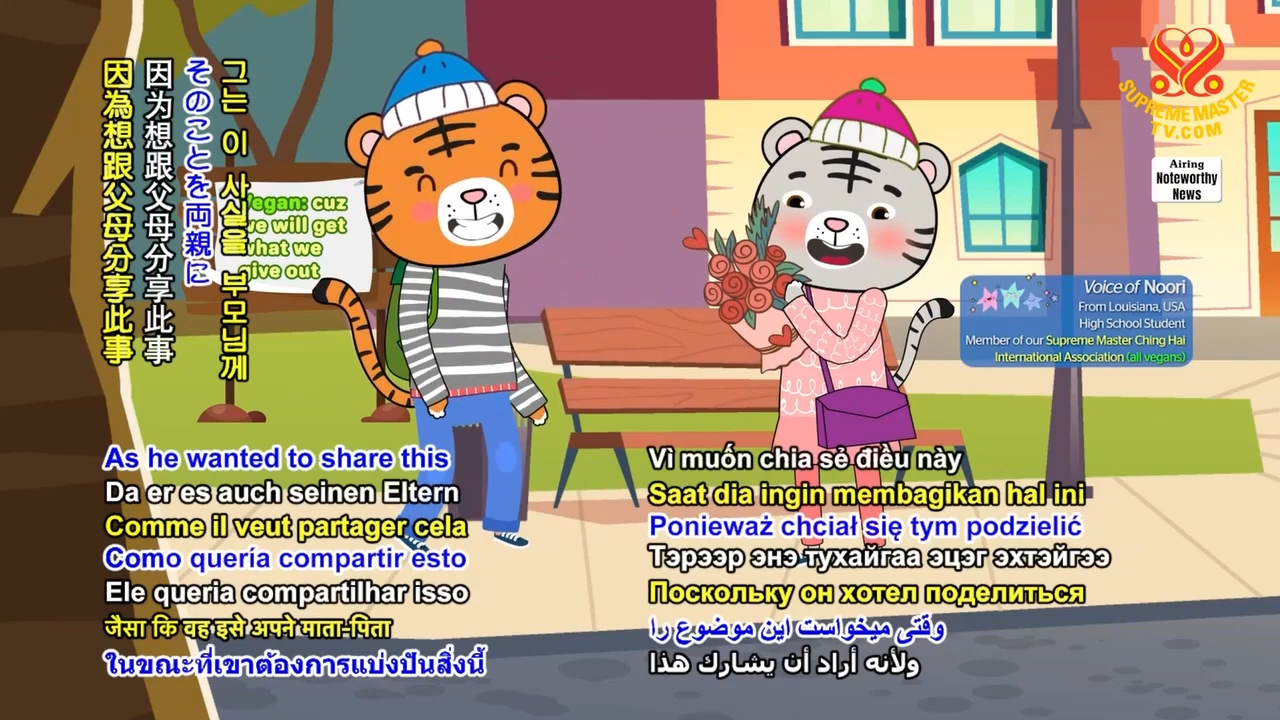 因為想跟父母分享此事
因为想跟父母分享此事
そのことを両親に
그는 이 사실을 부모님께
Vegan: cuz
we will get
what we
give out
SUPREME MASTER
TV.COM
Airing
Noteworthy
News
Voice of Noori
From Louisiana, USA
High School Student
Member of our Supreme Master Ching Hai
International Association (all vegans)
As he wanted to share this
Da er es auch seinen Eltern
Comme il veut partager cela
Como quería compartir esto
Ele queria compartilhar isso
जैसा कि वह इसे अपने माता-पिता
ในขณะที่เขาต้องการแบ่งปันสิ่งนี้
Vì muốn chia sẻ điều này
Saat dia ingin membagikan hal ini
Ponieważ chciał się tym podzielić
Тэрээр энэ тухайгаа эцэг эхтэйгээ
Поскольку он хотел поделиться
وقتی میخواست این موضوع را
ولأنه أراد أن يشارك هذا